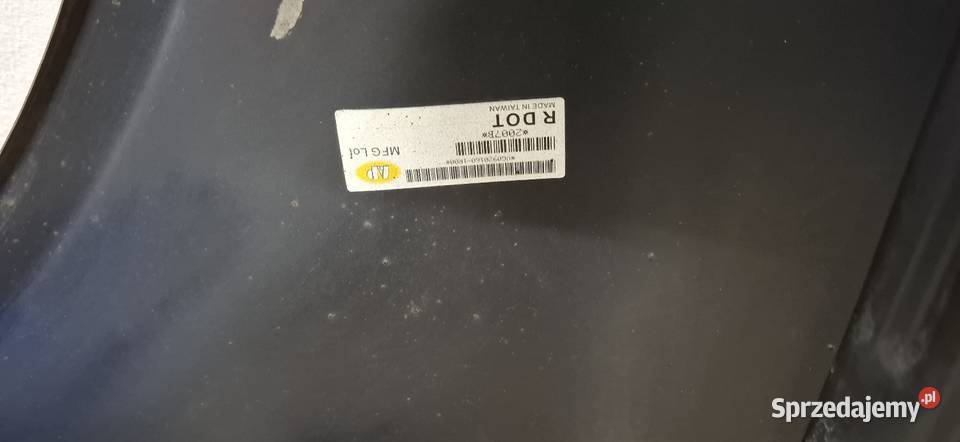 MFG Lot
*2007B*
R DOT
MADE IN TAIWAN
Sprzedajemy.pl